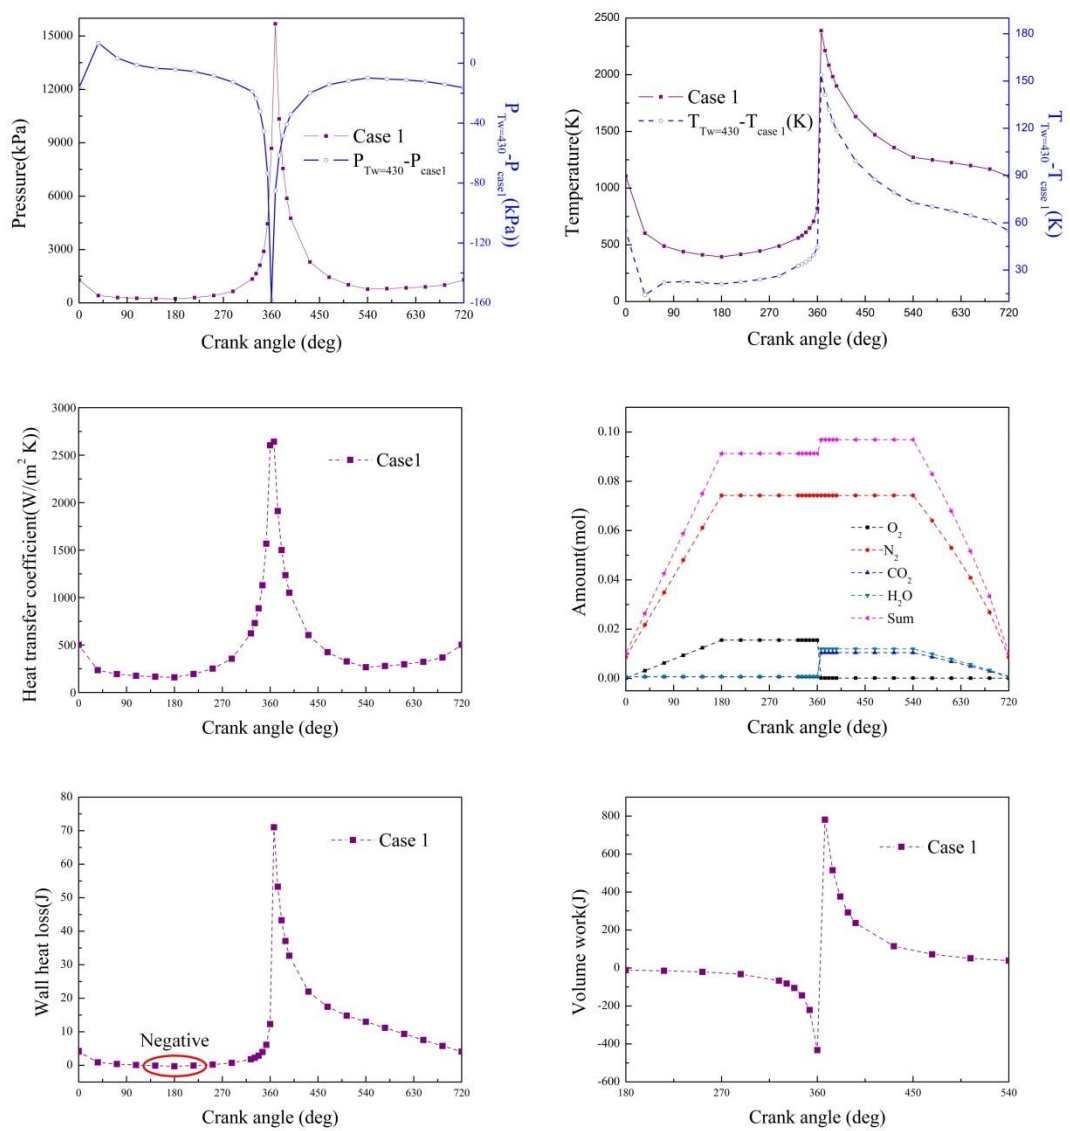 15000
12000
9000
6000
3000
0
Pressure(kPa)
0
-40
-80
-120
-160
P_Tw=430-P_case1(kPa))
Case 1
P_Tw=430-P_case1
0 90 180 270 360 450 540 630 720
Crank angle (deg)
2500
2000
1500
1000
500
0
Temperature(K)
180
150
120
90
60
30
T_Tw=430-T_case 1(K)
Case 1
T_Tw=430-T_case 1(K)
0 90 180 270 360 450 540 630 720
Crank angle (deg)
3000
2500
2000
1500
1000
500
0
Heat transfer coefficient(W/(m² K))
Case1
0 90 180 270 360 450 540 630 720
Crank angle (deg)
0.10
0.08
0.06
0.04
0.02
0.00
Amount(mol)
O₂
N₂
CO₂
H₂O
Sum
0 90 180 270 360 450 540 630 720
Crank angle (deg)
80
70
60
50
40
30
20
10
0
Wall heat loss(J)
Case 1
Negative
0 90 180 270 360 450 540 630 720
Crank angle (deg)
800
600
400
200
0
-200
-400
-600
Volume work(J)
Case 1
180 270 360 450 540
Crank angle (deg)